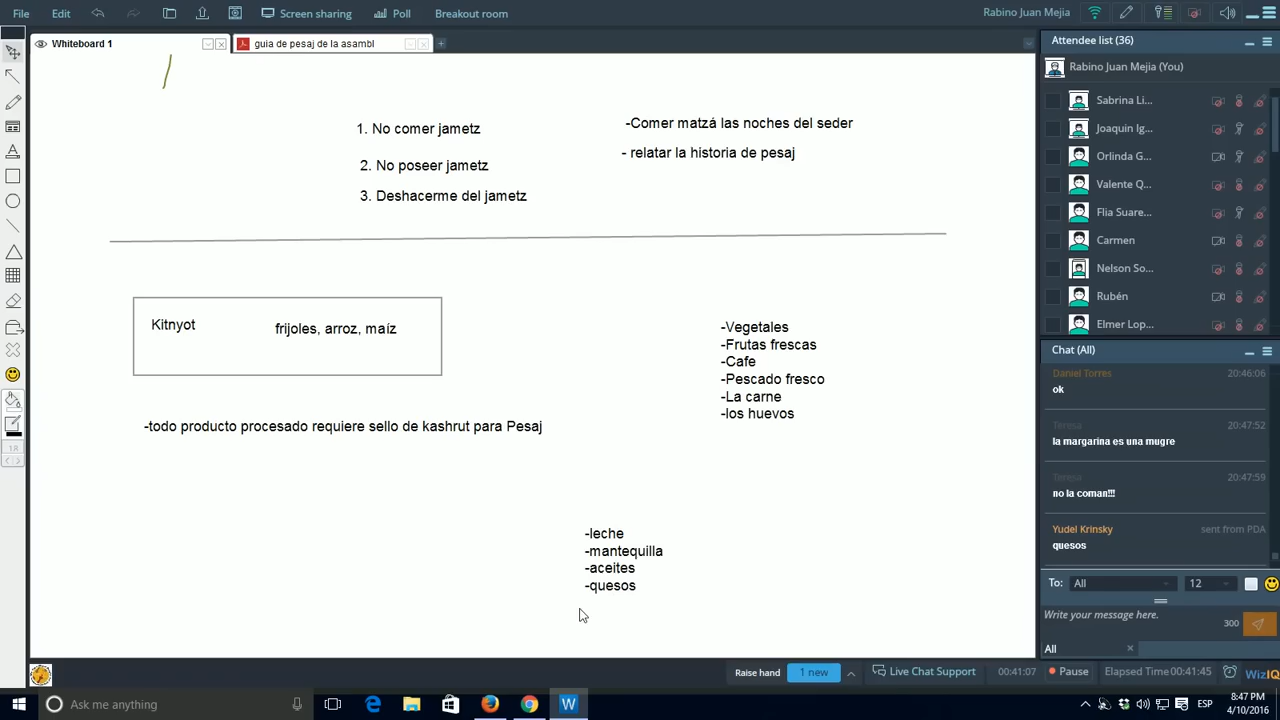 File Edit Screen sharing Poll Breakout room Rabino Juan Mejia
Whiteboard 1
guia de pesaj de la asambl
1. No comer jametz
2. No poseer jametz
3. Deshacerme del jametz
-Comer matzá las noches del seder
- relatar la historia de pesaj
Kitnyot frijoles, arroz, maíz
-todo producto procesado requiere sello de kashrut para Pesaj
-Vegetales
-Frutas frescas
-Cafe
-Pescado fresco
-La carne
-los huevos
-leche
-mantequilla
-aceites
-quesos
Attendee list (36)
Rabino Juan Mejia (You)
Sabrina Li...
Joaquin Ig...
Orlinda G...
Valente Q...
Flia Suare...
Carmen
Nelson So...
Rubén
Elmer Lop...
Chat (All)
Daniel Torres 20:46:06
ok
Teresa 20:47:52
la margarina es una mugre
Teresa 20:47:59
no la coman!!!
Yudel Krinsky sent from PDA
quesos
To: All 12
Write your message here.
300
All
Raise hand 1 new Live Chat Support 00:41:07 Pause Elapsed Time 00:41:45 WizIQ
Ask me anything
ESP
8:47 PM
4/10/2016